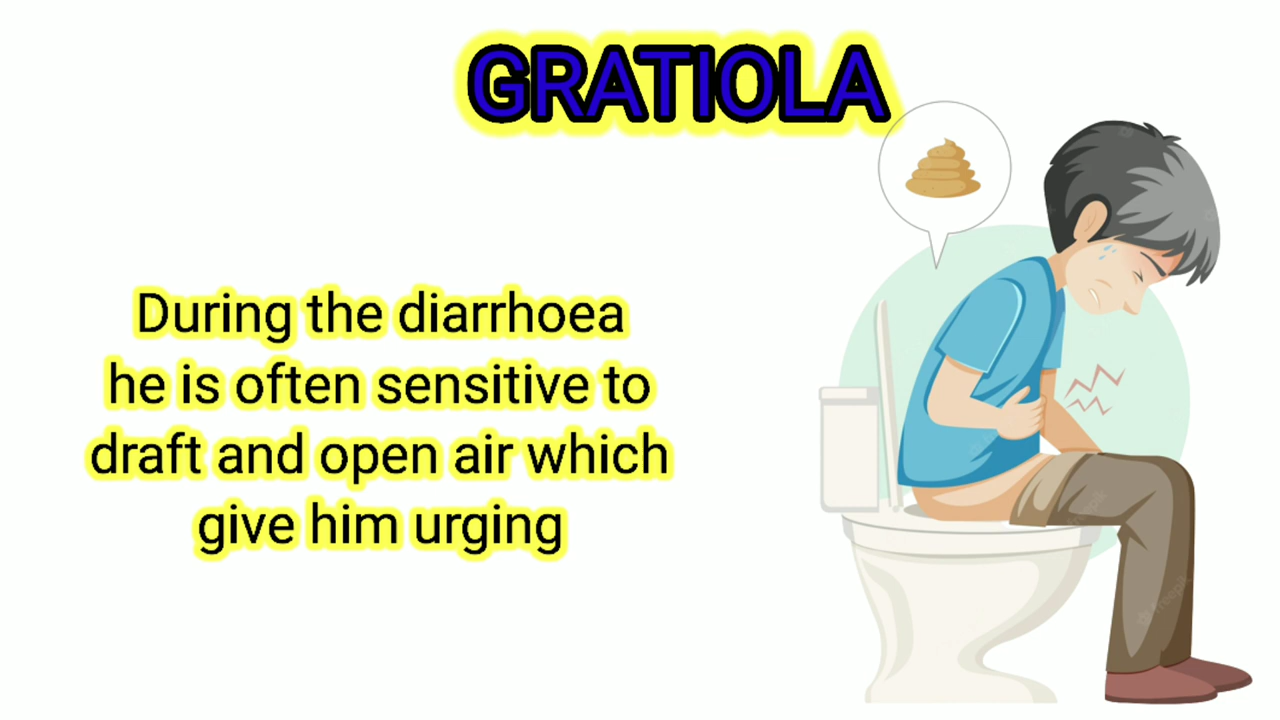 GRATIOLA
During the diarrhoea
he is often sensitive to
draft and open air which
give him urging